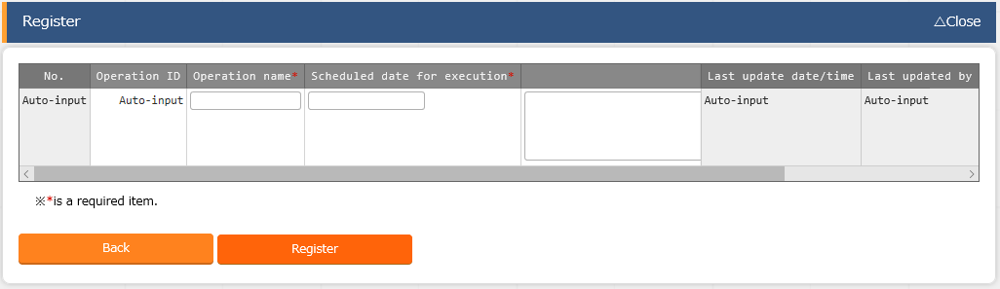 Register
△Close
No. Operation ID Operation name* Scheduled date for execution* Last update date/time Last updated by
Auto-input Auto-input Auto-input Auto-input
※*is a required item.
Back Register